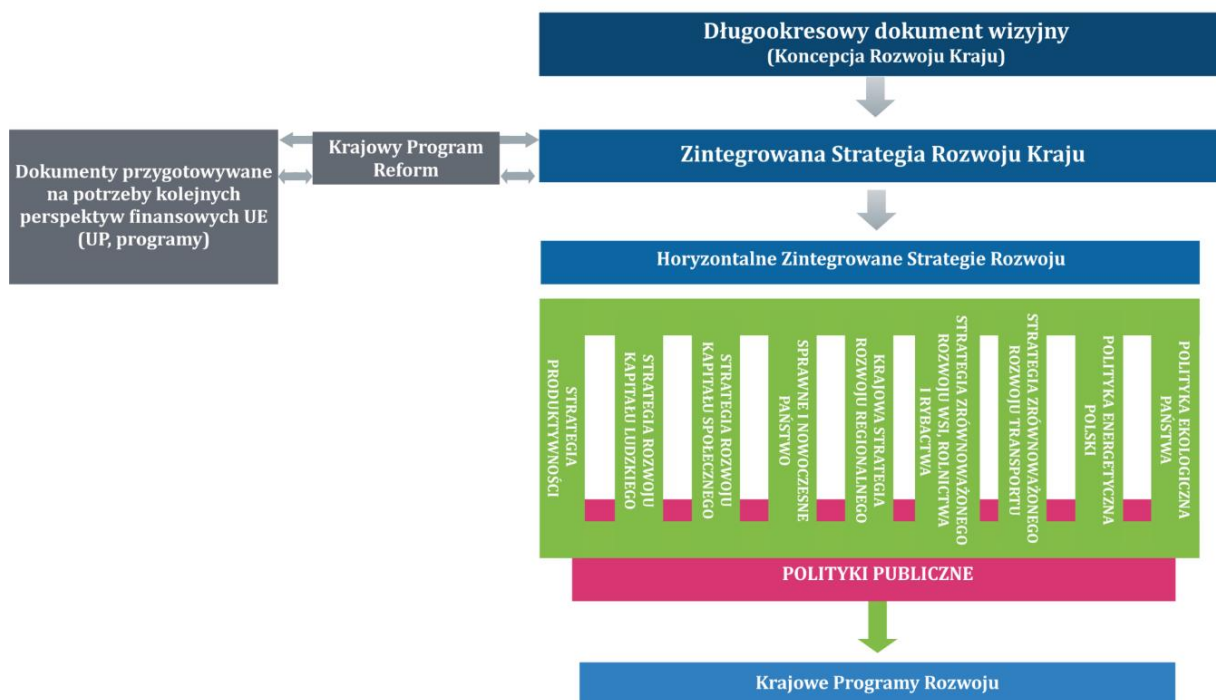 Długookresowy dokument wizyjny
(Koncepcja Rozwoju Kraju)
Dokumenty przygotowywane
na potrzeby kolejnych
perspektyw finansowych UE
(UP, programy)
Krajowy Program
Reform
Zintegrowana Strategia Rozwoju Kraju
Horyzontalne Zintegrowane Strategie Rozwoju
STRATEGIA
PRODUKTYWNOŚCI
STRATEGIA ROZWOJU
KAPITAŁU LUDZKIEGO
STRATEGIA ROZWOJU
KAPITAŁU SPOŁECZNEGO
SPRAWNE I NOWOCZESNE
PAŃSTWO
KRAJOWA STRATEGIA
ROZWOJU REGIONALNEGO
STRATEGIA ZRÓWNOWAŻONEGO
ROZWOJU WSI, ROLNICTWA
I RYBACTWA
STRATEGIA ZRÓWNOWAŻONEGO
ROZWOJU TRANSPORTU
POLITYKA ENERGETYCZNA
POLSKI
POLITYKA EKOLOGICZNA
PAŃSTWA
POLITYKI PUBLICZNE
Krajowe Programy Rozwoju